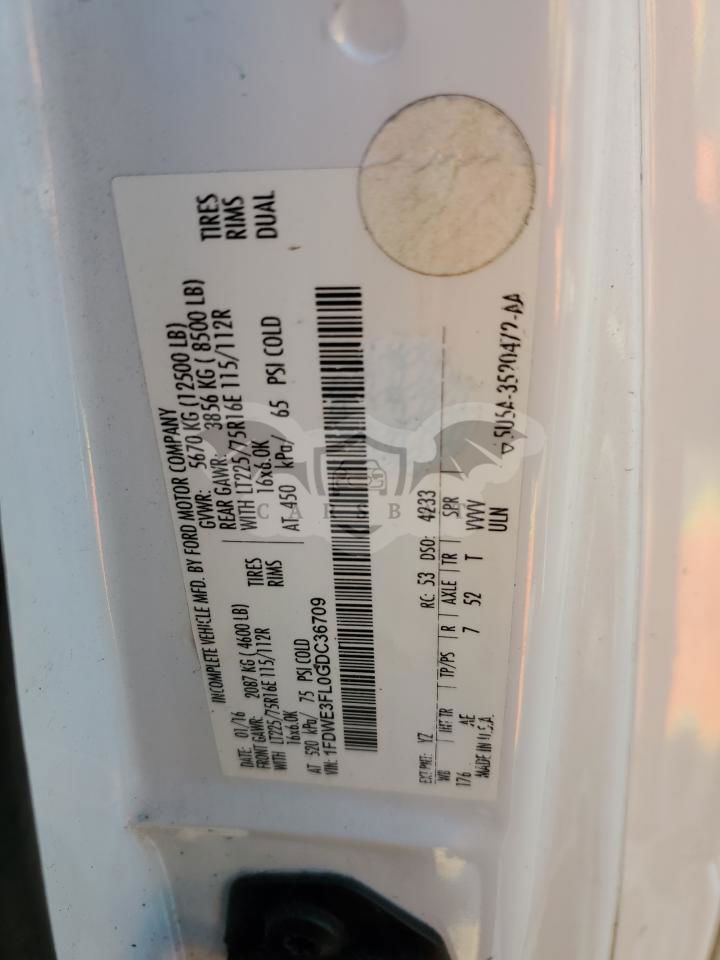 INCOMPLETE VEHICLE MFD. BY FORD MOTOR COMPANY
DATE: 01/16 GVWR: 5670 KG (12500 LB)
FRONT GAWR: 2087 KG ( 4600 LB) REAR GAWR: 3856 KG ( 8500 LB)
WITH LT225/75R16E 115/112R TIRES WITH LT225/75R16E 115/112R TIRES
16x6.0K RIMS 16x6.0K RIMS
AT 520 kPa/ 75 PSI COLD AT 450 kPa/ 65 PSI COLD DUAL
VIN: 1FDWE3FL0GDC36709
EXT PNT: YZ RC: 53 DSO: 4233
WB INT TR TP/PS R AXLE TR SPR
176 AE 7 52 T VVVV
MADE IN U.S.A. ULN
5U5A-3520472-AA